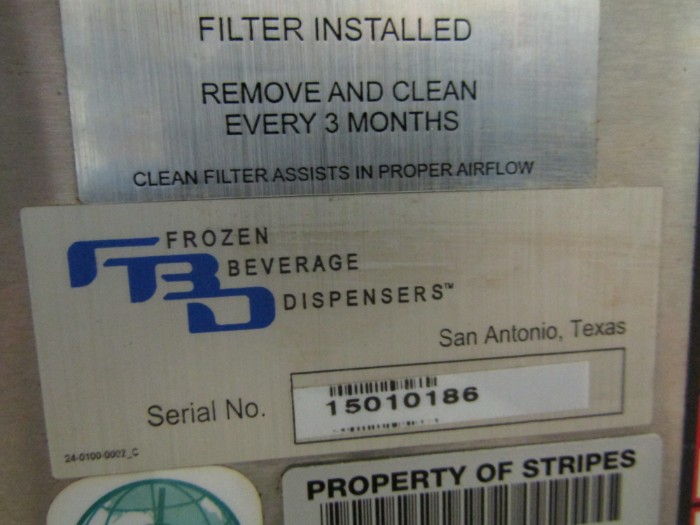 FILTER INSTALLED
REMOVE AND CLEAN
EVERY 3 MONTHS
CLEAN FILTER ASSISTS IN PROPER AIRFLOW
FBD
FROZEN
BEVERAGE
DISPENSERS™
San Antonio, Texas
Serial No.
15010186
24-0100-0002_C
PROPERTY OF STRIPES